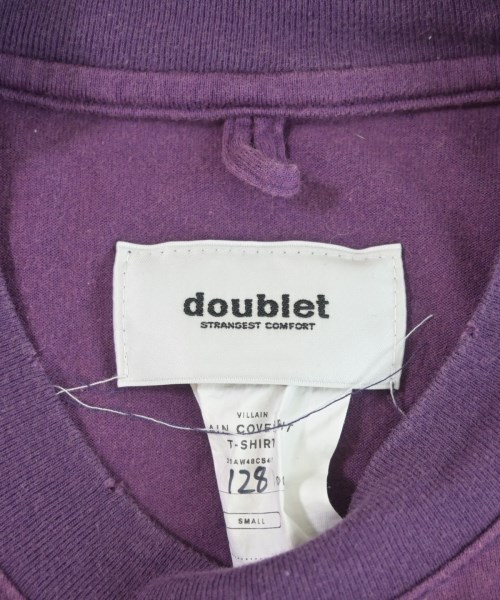 doublet
STRANGEST COMFORT
VILLAIN
T-SHIRT
128
SMALL